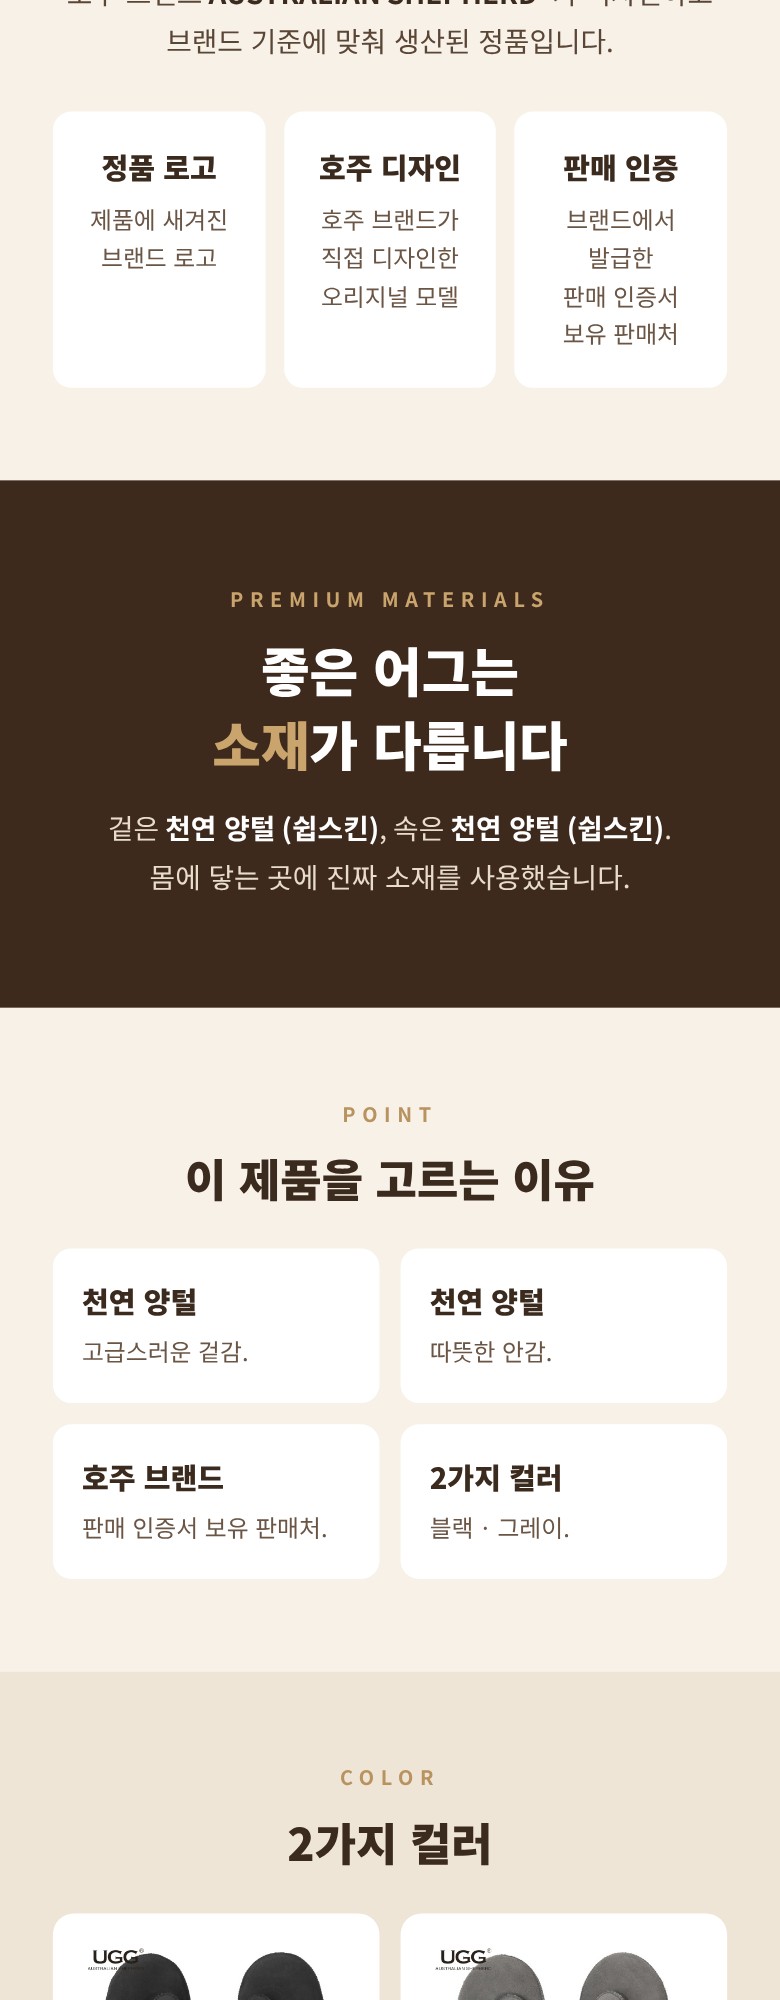 브랜드 기준에 맞춰 생산된 정품입니다.
정품 로고
제품에 새겨진
브랜드 로고
호주 디자인
호주 브랜드가
직접 디자인한
오리지널 모델
판매 인증
브랜드에서
발급한
판매 인증서
보유 판매처
PREMIUM MATERIALS
좋은 어그는
소재가 다릅니다
겉은 천연 양털 (쉽스킨), 속은 천연 양털 (쉽스킨).
몸에 닿는 곳에 진짜 소재를 사용했습니다.
POINT
이 제품을 고르는 이유
천연 양털
고급스러운 겉감.
천연 양털
따뜻한 안감.
호주 브랜드
판매 인증서 보유 판매처.
2가지 컬러
블랙 · 그레이.
COLOR
2가지 컬러
UGG®
UGG®